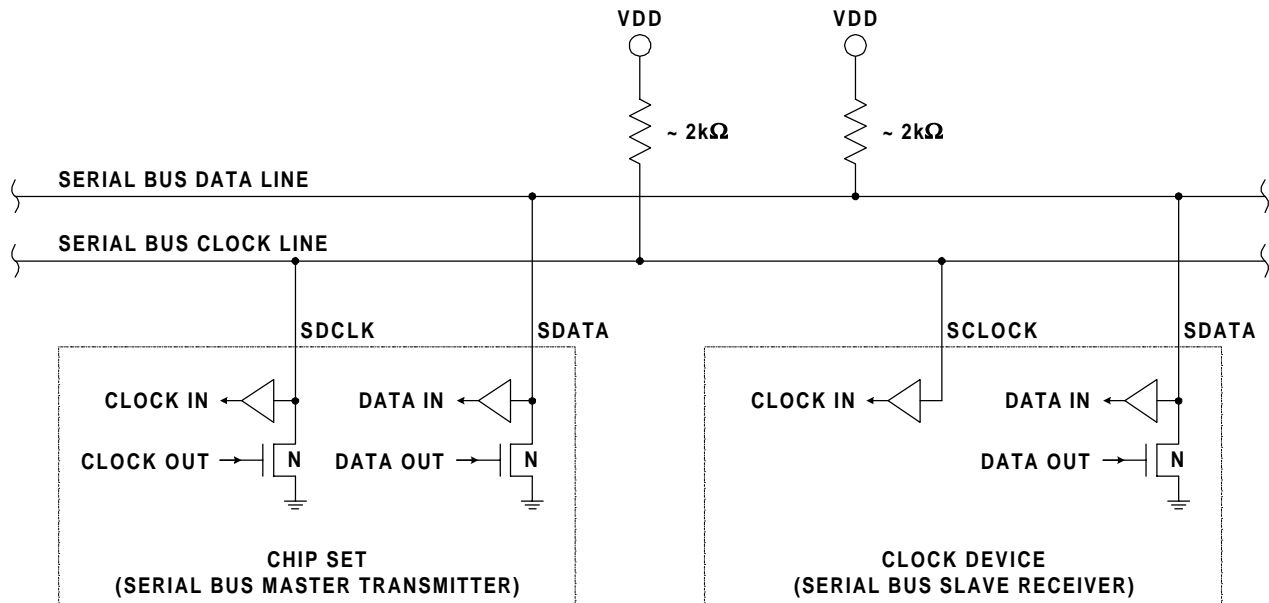 VDD VDD
~ 2kΩ ~ 2kΩ
SERIAL BUS DATA LINE
SERIAL BUS CLOCK LINE
SDCLK SDATA SCLOCK SDATA
CLOCK IN DATA IN CLOCK IN DATA IN
CLOCK OUT N DATA OUT N DATA OUT N
CHIP SET
(SERIAL BUS MASTER TRANSMITTER)
CLOCK DEVICE
(SERIAL BUS SLAVE RECEIVER)